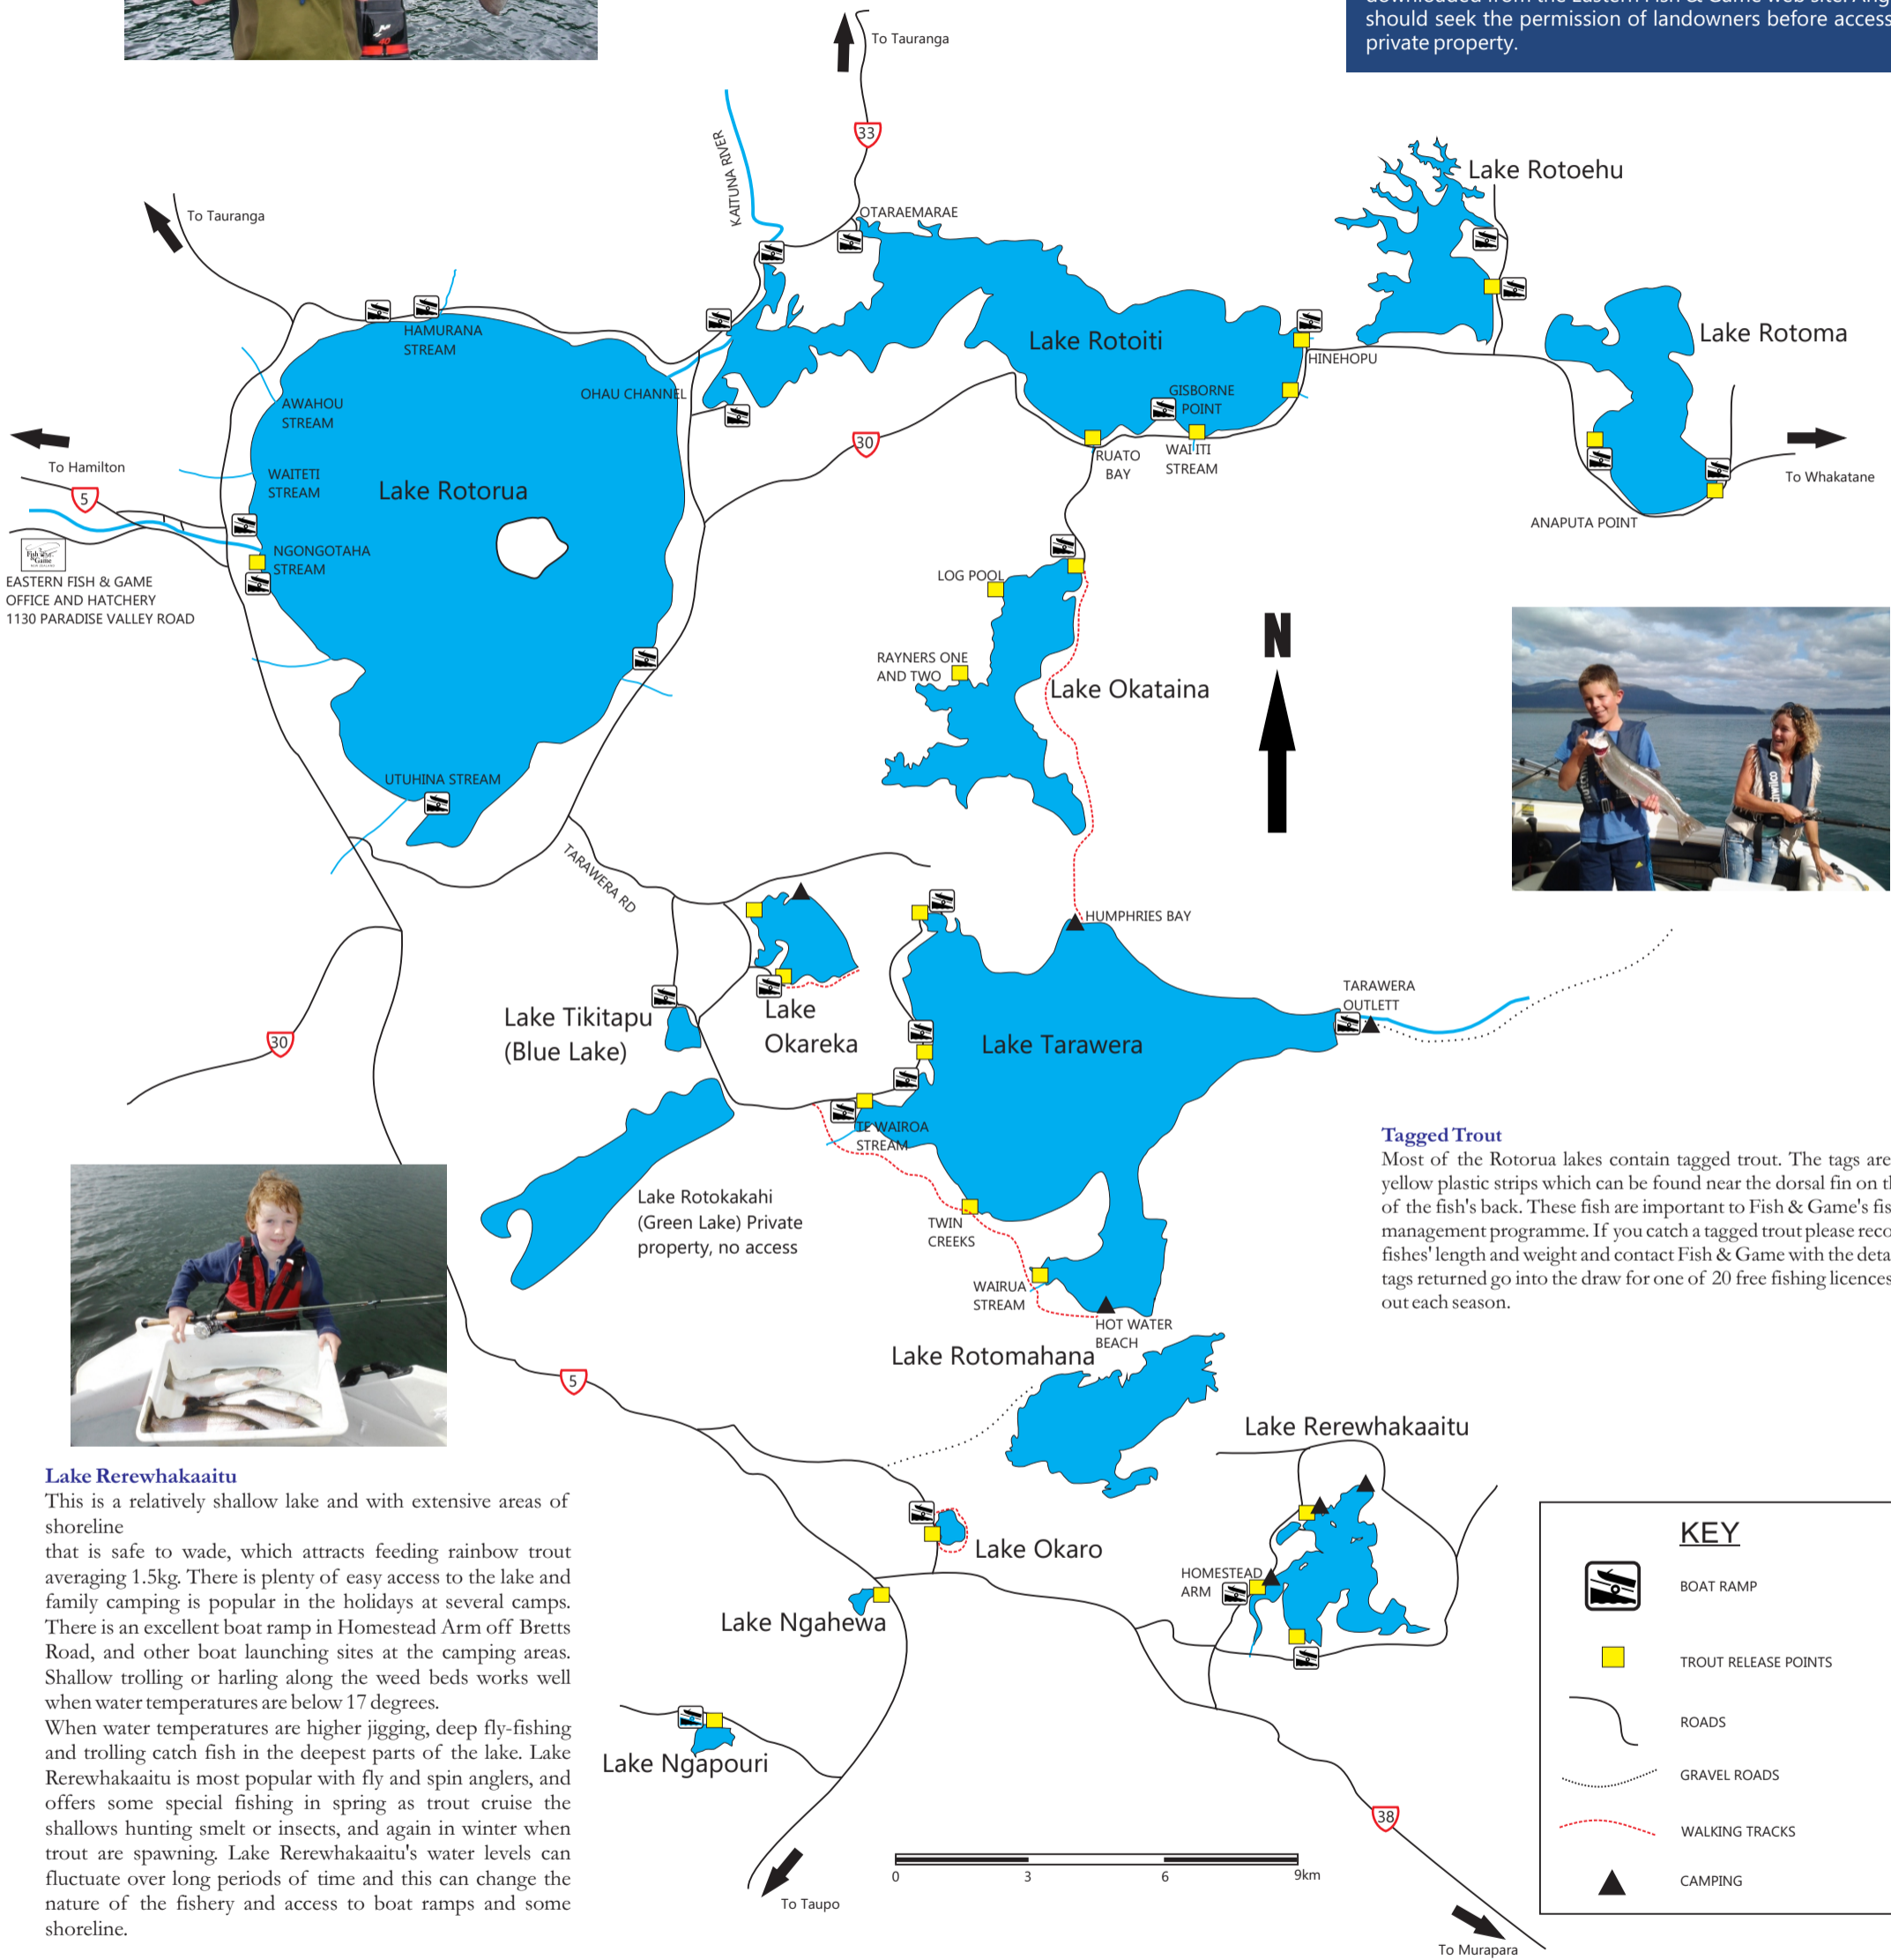 downloaded from the Eastern Fish & Game web site. Ang
should seek the permission of landowners before access
private property.
To Tauranga
33
KAITUNA RIVER
Lake Rotoehu
To Tauranga
OTARAEMARAE
HAMURANA
STREAM
Lake Rotoiti
Lake Rotoma
HINEHOPU
OHAU CHANNEL
GISBORNE
POINT
AWAHOU
STREAM
30
To Hamilton
5
WAITETI
STREAM
Lake Rotorua
RUATO
BAY
WAI ITI
STREAM
To Whakatane
ANAPUTA POINT
Fish & Game
EASTERN FISH & GAME
OFFICE AND HATCHERY
1130 PARADISE VALLEY ROAD
NGONGOTAHA
STREAM
LOG POOL
N
RAYNERS ONE
AND TWO
Lake Okataina
UTUHINA STREAM
TARAWERA RD
HUMPHRIES BAY
TARAWERA
OUTLETT
Lake Tikitapu
(Blue Lake)
Lake
Okareka
Lake Tarawera
30
TE WAIROA
STREAM
Lake Rotokakahi
(Green Lake) Private
property, no access
TWIN
CREEKS
WAIRUA
STREAM
HOT WATER
BEACH
Tagged Trout
Most of the Rotorua lakes contain tagged trout. The tags are
yellow plastic strips which can be found near the dorsal fin on th
of the fish's back. These fish are important to Fish & Game's fis
management programme. If you catch a tagged trout please reco
fishes' length and weight and contact Fish & Game with the deta
tags returned go into the draw for one of 20 free fishing licences
out each season.
Lake Rotomahana
5
Lake Rerewhakaaitu
Lake Okaro
HOMESTEAD
ARM
Lake Ngahewa
Lake Ngapouri
38
0 3 6 9km
To Taupo
To Murapara
Lake Rerewhakaaitu
This is a relatively shallow lake and with extensive areas of
shoreline
that is safe to wade, which attracts feeding rainbow trout
averaging 1.5kg. There is plenty of easy access to the lake and
family camping is popular in the holidays at several camps.
There is an excellent boat ramp in Homestead Arm off Bretts
Road, and other boat launching sites at the camping areas.
Shallow trolling or harling along the weed beds works well
when water temperatures are below 17 degrees.
When water temperatures are higher jigging, deep fly-fishing
and trolling catch fish in the deepest parts of the lake. Lake
Rerewhakaaitu is most popular with fly and spin anglers, and
offers some special fishing in spring as trout cruise the
shallows hunting smelt or insects, and again in winter when
trout are spawning. Lake Rerewhakaaitu's water levels can
fluctuate over long periods of time and this can change the
nature of the fishery and access to boat ramps and some
shoreline.
KEY
BOAT RAMP
TROUT RELEASE POINTS
ROADS
GRAVEL ROADS
WALKING TRACKS
CAMPING